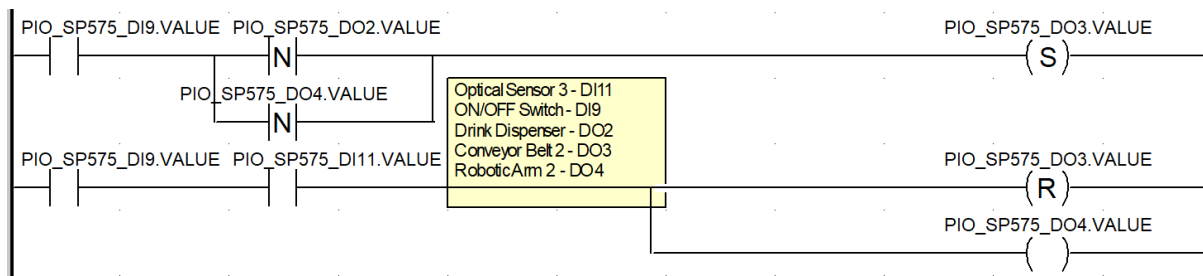 PIO_SP575_DI9.VALUE PIO_SP575_DO2.VALUE PIO_SP575_DO3.VALUE
N S
PIO_SP575_DO4.VALUE
N
Optical Sensor 3 - DI11
ON/OFF Switch - DI9
Drink Dispenser - DO2
Conveyor Belt 2 - DO3
Robotic Arm 2 - DO4
PIO_SP575_DI9.VALUE PIO_SP575_DI11.VALUE PIO_SP575_DO3.VALUE
R
PIO_SP575_DO4.VALUE